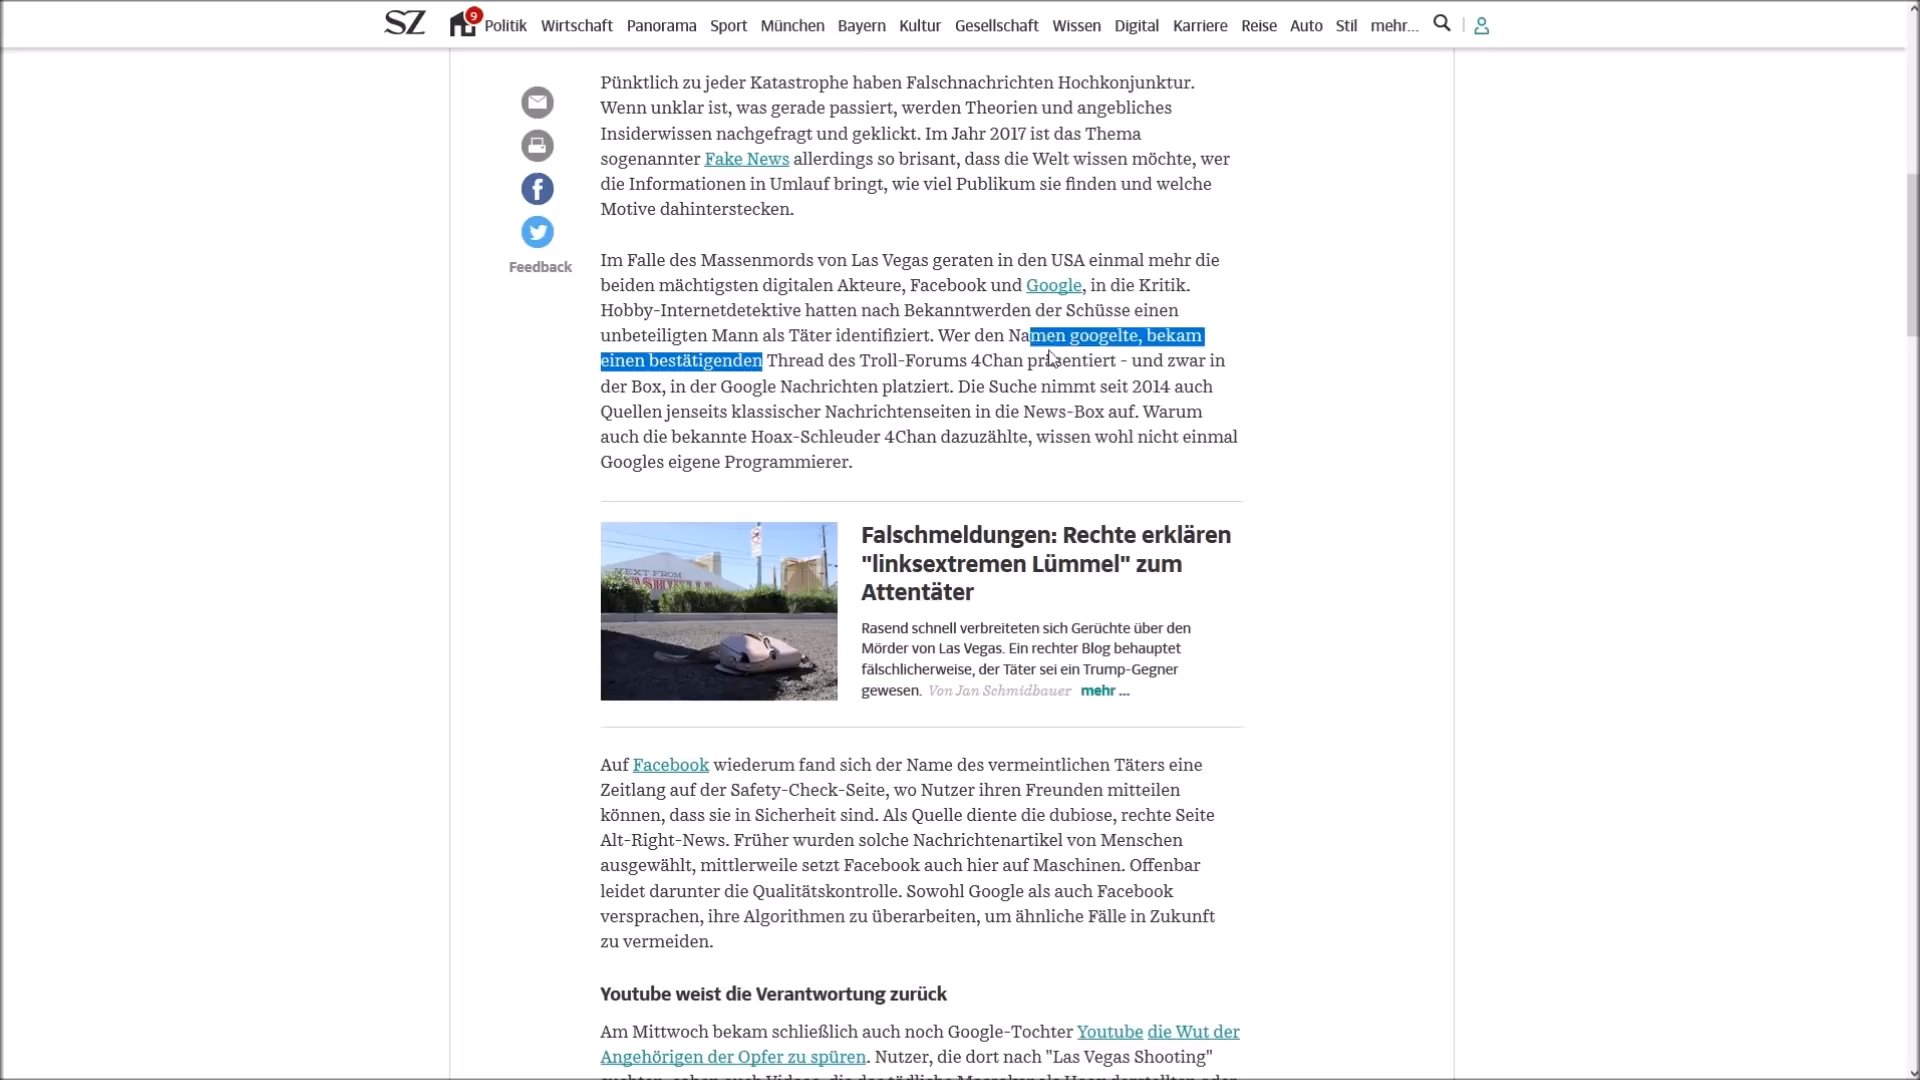 SZ 9 Politik Wirtschaft Panorama Sport München Bayern Kultur Gesellschaft Wissen Digital Karriere Reise Auto Stil mehr...
Feedback
Pünktlich zu jeder Katastrophe haben Falschnachrichten Hochkonjunktur.
Wenn unklar ist, was gerade passiert, werden Theorien und angebliches
Insiderwissen nachgefragt und geklickt. Im Jahr 2017 ist das Thema
sogenannter Fake News allerdings so brisant, dass die Welt wissen möchte, wer
die Informationen in Umlauf bringt, wie viel Publikum sie finden und welche
Motive dahinterstecken.
Im Falle des Massenmords von Las Vegas geraten in den USA einmal mehr die
beiden mächtigsten digitalen Akteure, Facebook und Google, in die Kritik.
Hobby-Internetdetektive hatten nach Bekanntwerden der Schüsse einen
unbeteiligten Mann als Täter identifiziert. Wer den Namen googelte, bekam
einen bestätigenden Thread des Troll-Forums 4Chan präsentiert - und zwar in
der Box, in der Google Nachrichten platziert. Die Suche nimmt seit 2014 auch
Quellen jenseits klassischer Nachrichtenseiten in die News-Box auf. Warum
auch die bekannte Hoax-Schleuder 4Chan dazuzählte, wissen wohl nicht einmal
Googles eigene Programmierer.
NEXT FROM
Falschmeldungen: Rechte erklären
"linksextremen Lümmel" zum
Attentäter
Rasend schnell verbreiteten sich Gerüchte über den
Mörder von Las Vegas. Ein rechter Blog behauptet
fälschlicherweise, der Täter sei ein Trump-Gegner
gewesen. Von Jan Schmidbauer mehr ...
Auf Facebook wiederum fand sich der Name des vermeintlichen Täters eine
Zeitlang auf der Safety-Check-Seite, wo Nutzer ihren Freunden mitteilen
können, dass sie in Sicherheit sind. Als Quelle diente die dubiose, rechte Seite
Alt-Right-News. Früher wurden solche Nachrichtenartikel von Menschen
ausgewählt, mittlerweile setzt Facebook auch hier auf Maschinen. Offenbar
leidet darunter die Qualitätskontrolle. Sowohl Google als auch Facebook
versprachen, ihre Algorithmen zu überarbeiten, um ähnliche Fälle in Zukunft
zu vermeiden.
Youtube weist die Verantwortung zurück
Am Mittwoch bekam schließlich auch noch Google-Tochter Youtube die Wut der
Angehörigen der Opfer zu spüren. Nutzer, die dort nach "Las Vegas Shooting"